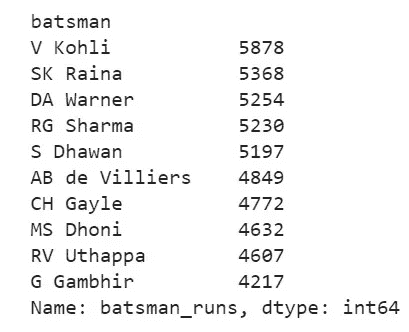 batsman
V Kohli 5878
SK Raina 5368
DA Warner 5254
RG Sharma 5230
S Dhawan 5197
AB de Villiers 4849
CH Gayle 4772
MS Dhoni 4632
RV Uthappa 4607
G Gambhir 4217
Name: batsman_runs, dtype: int64